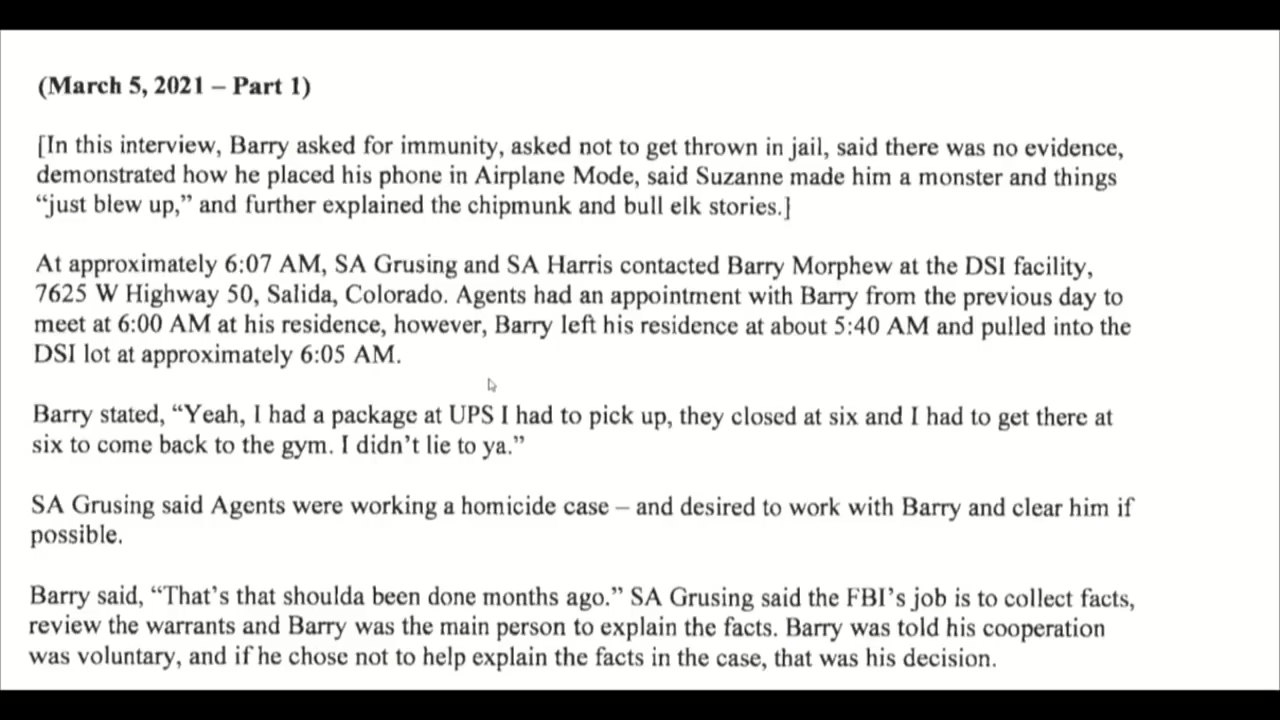 (March 5, 2021 – Part 1)
[In this interview, Barry asked for immunity, asked not to get thrown in jail, said there was no evidence,
demonstrated how he placed his phone in Airplane Mode, said Suzanne made him a monster and things
“just blew up,” and further explained the chipmunk and bull elk stories.]
At approximately 6:07 AM, SA Grusing and SA Harris contacted Barry Morphew at the DSI facility,
7625 W Highway 50, Salida, Colorado. Agents had an appointment with Barry from the previous day to
meet at 6:00 AM at his residence, however, Barry left his residence at about 5:40 AM and pulled into the
DSI lot at approximately 6:05 AM.
Barry stated, “Yeah, I had a package at UPS I had to pick up, they closed at six and I had to get there at
six to come back to the gym. I didn’t lie to ya.”
SA Grusing said Agents were working a homicide case – and desired to work with Barry and clear him if
possible.
Barry said, “That’s that shoulda been done months ago.” SA Grusing said the FBI’s job is to collect facts,
review the warrants and Barry was the main person to explain the facts. Barry was told his cooperation
was voluntary, and if he chose not to help explain the facts in the case, that was his decision.